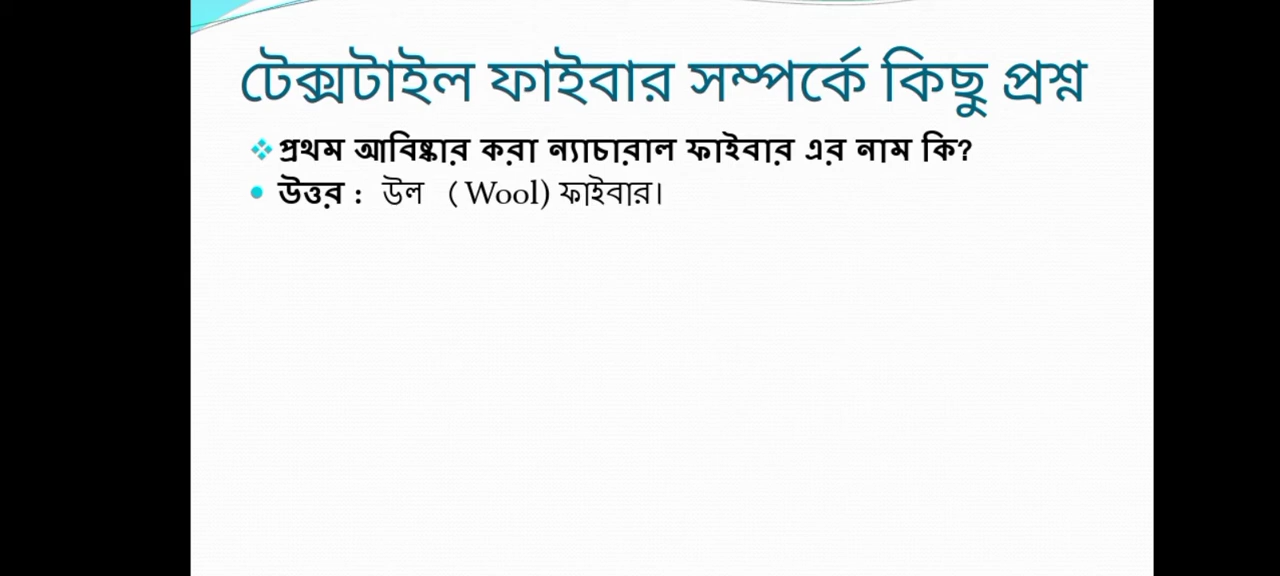 টেক্সটাইল ফাইবার সম্পর্কে কিছু প্রশ্ন
প্রথম আবিষ্কার করা ন্যাচারাল ফাইবার এর নাম কি?
উত্তর : উল ( Wool) ফাইবার।